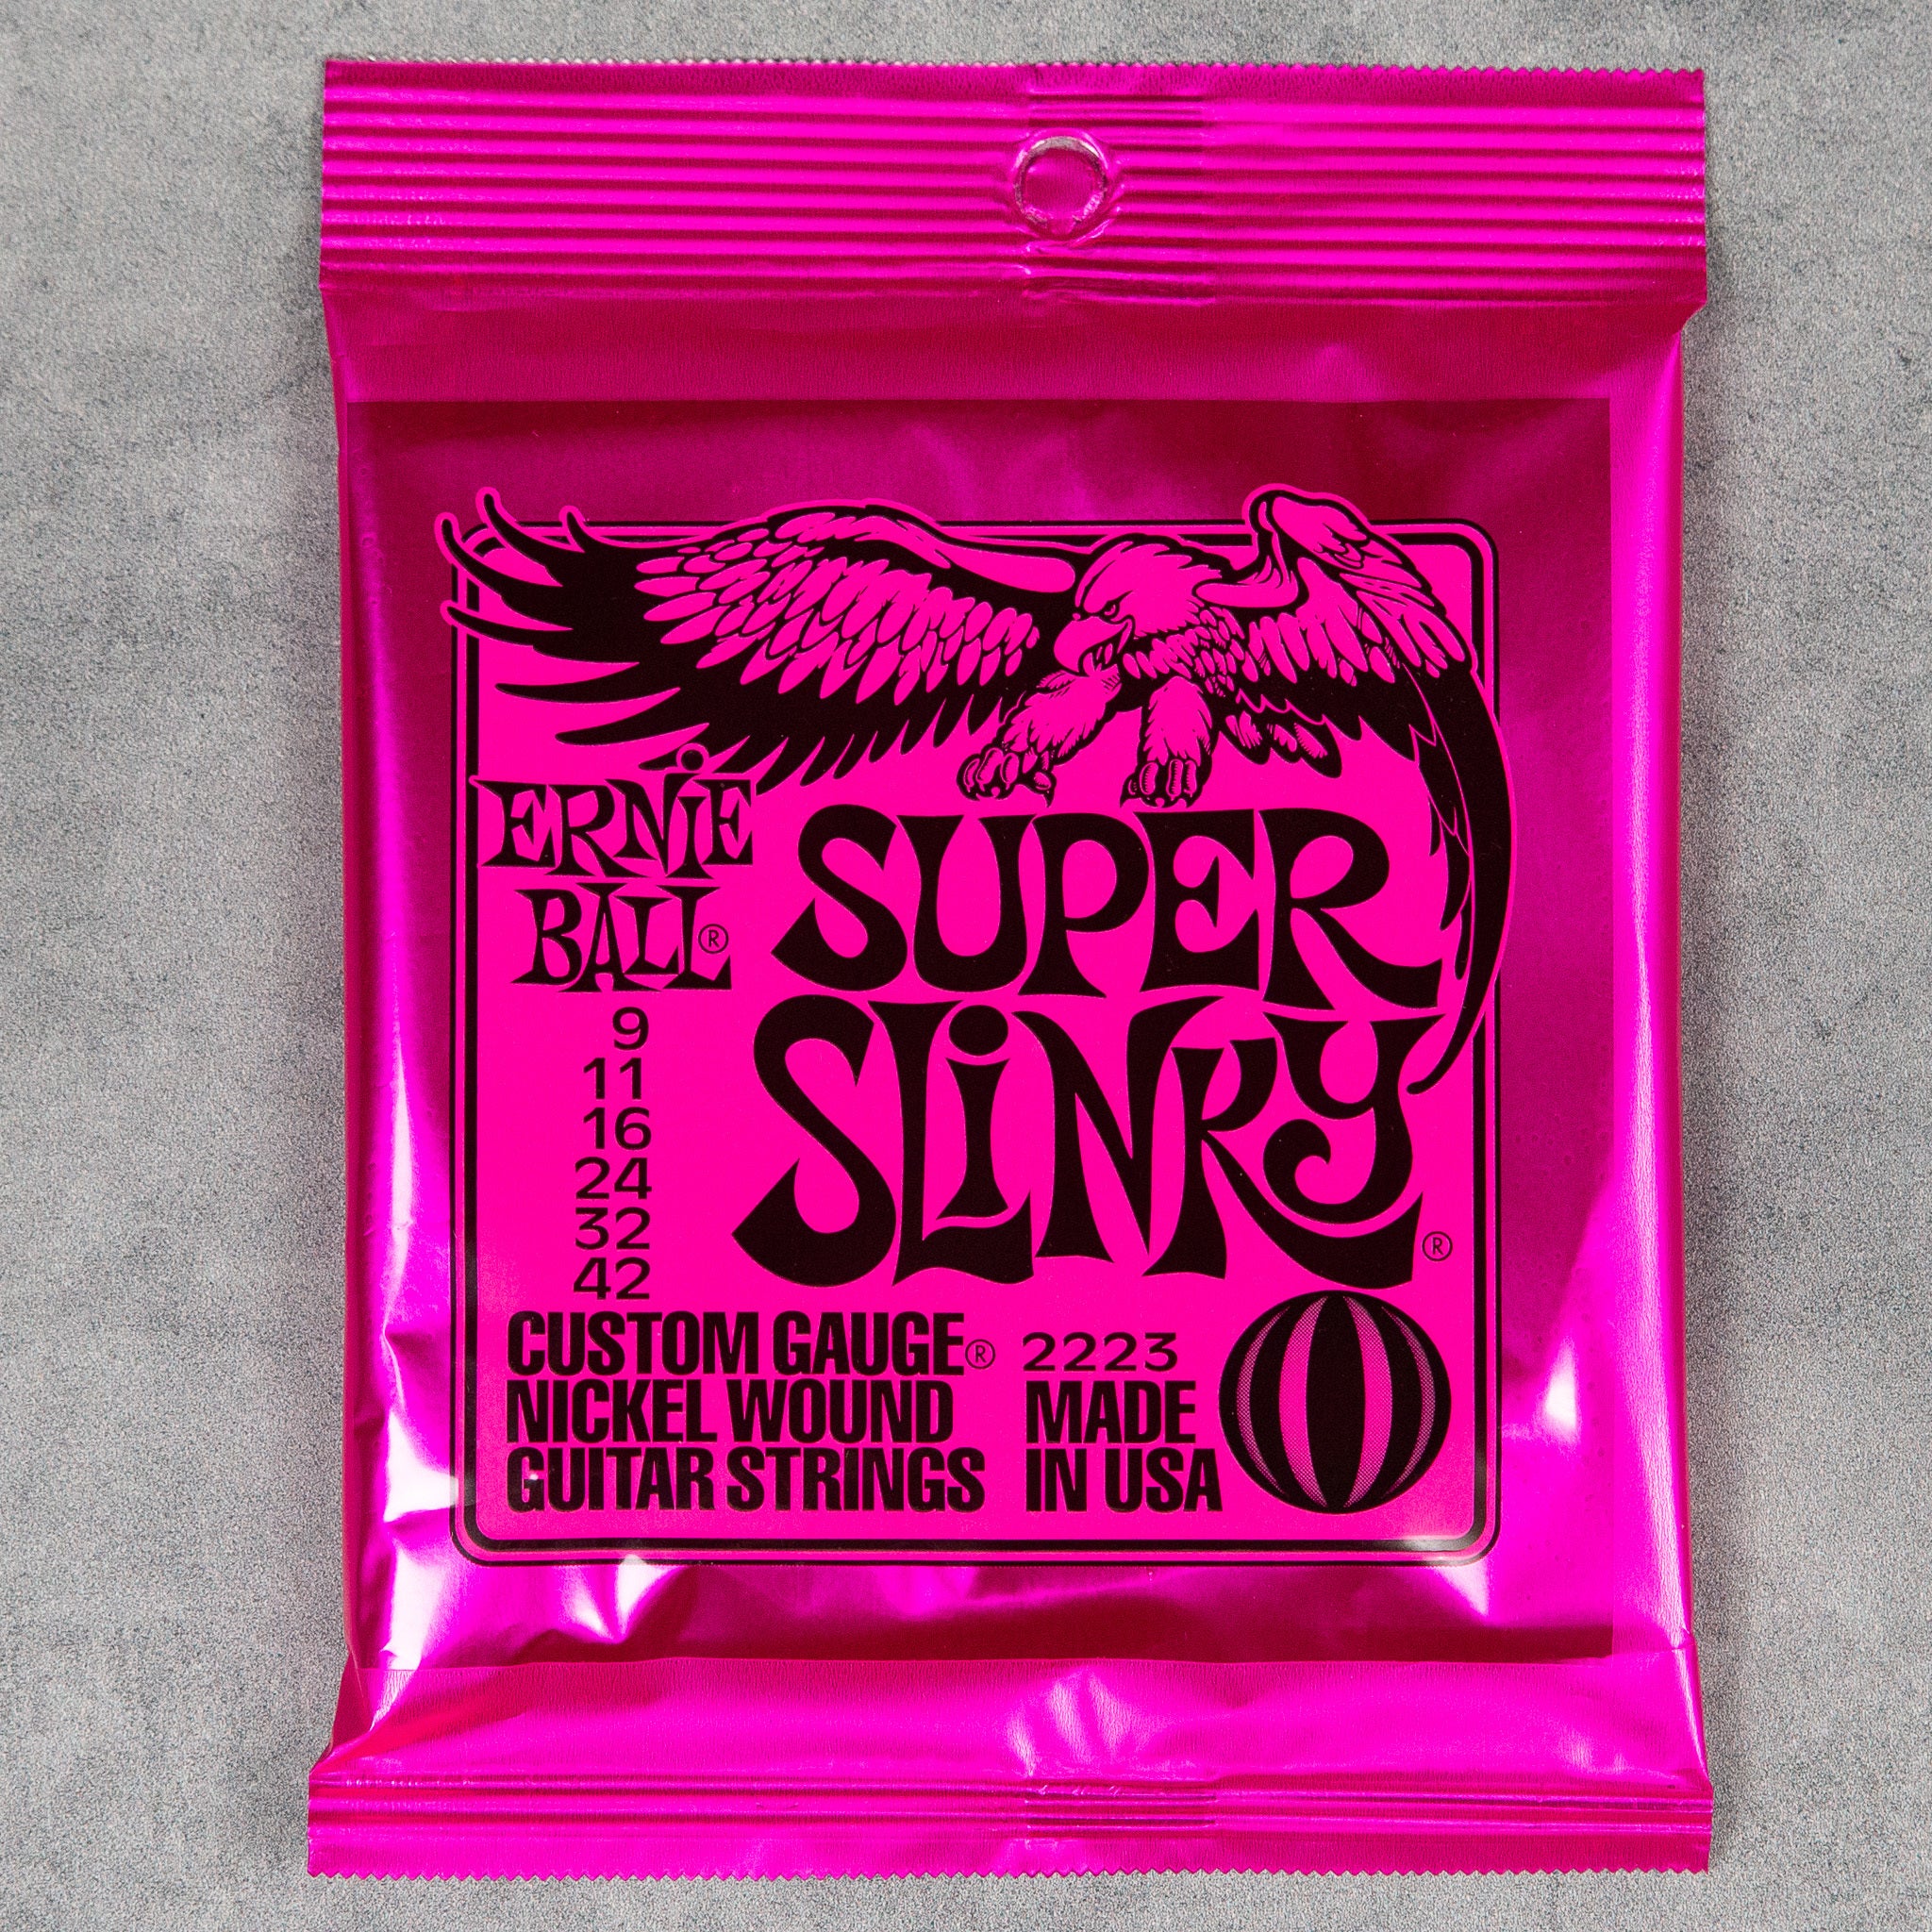 ERNiE
BALL®
SUPER
SLiNKY®
9
11
16
24
32
42
CUSTOM GAUGE®
NICKEL WOUND
GUITAR STRINGS
2223
MADE
IN USA